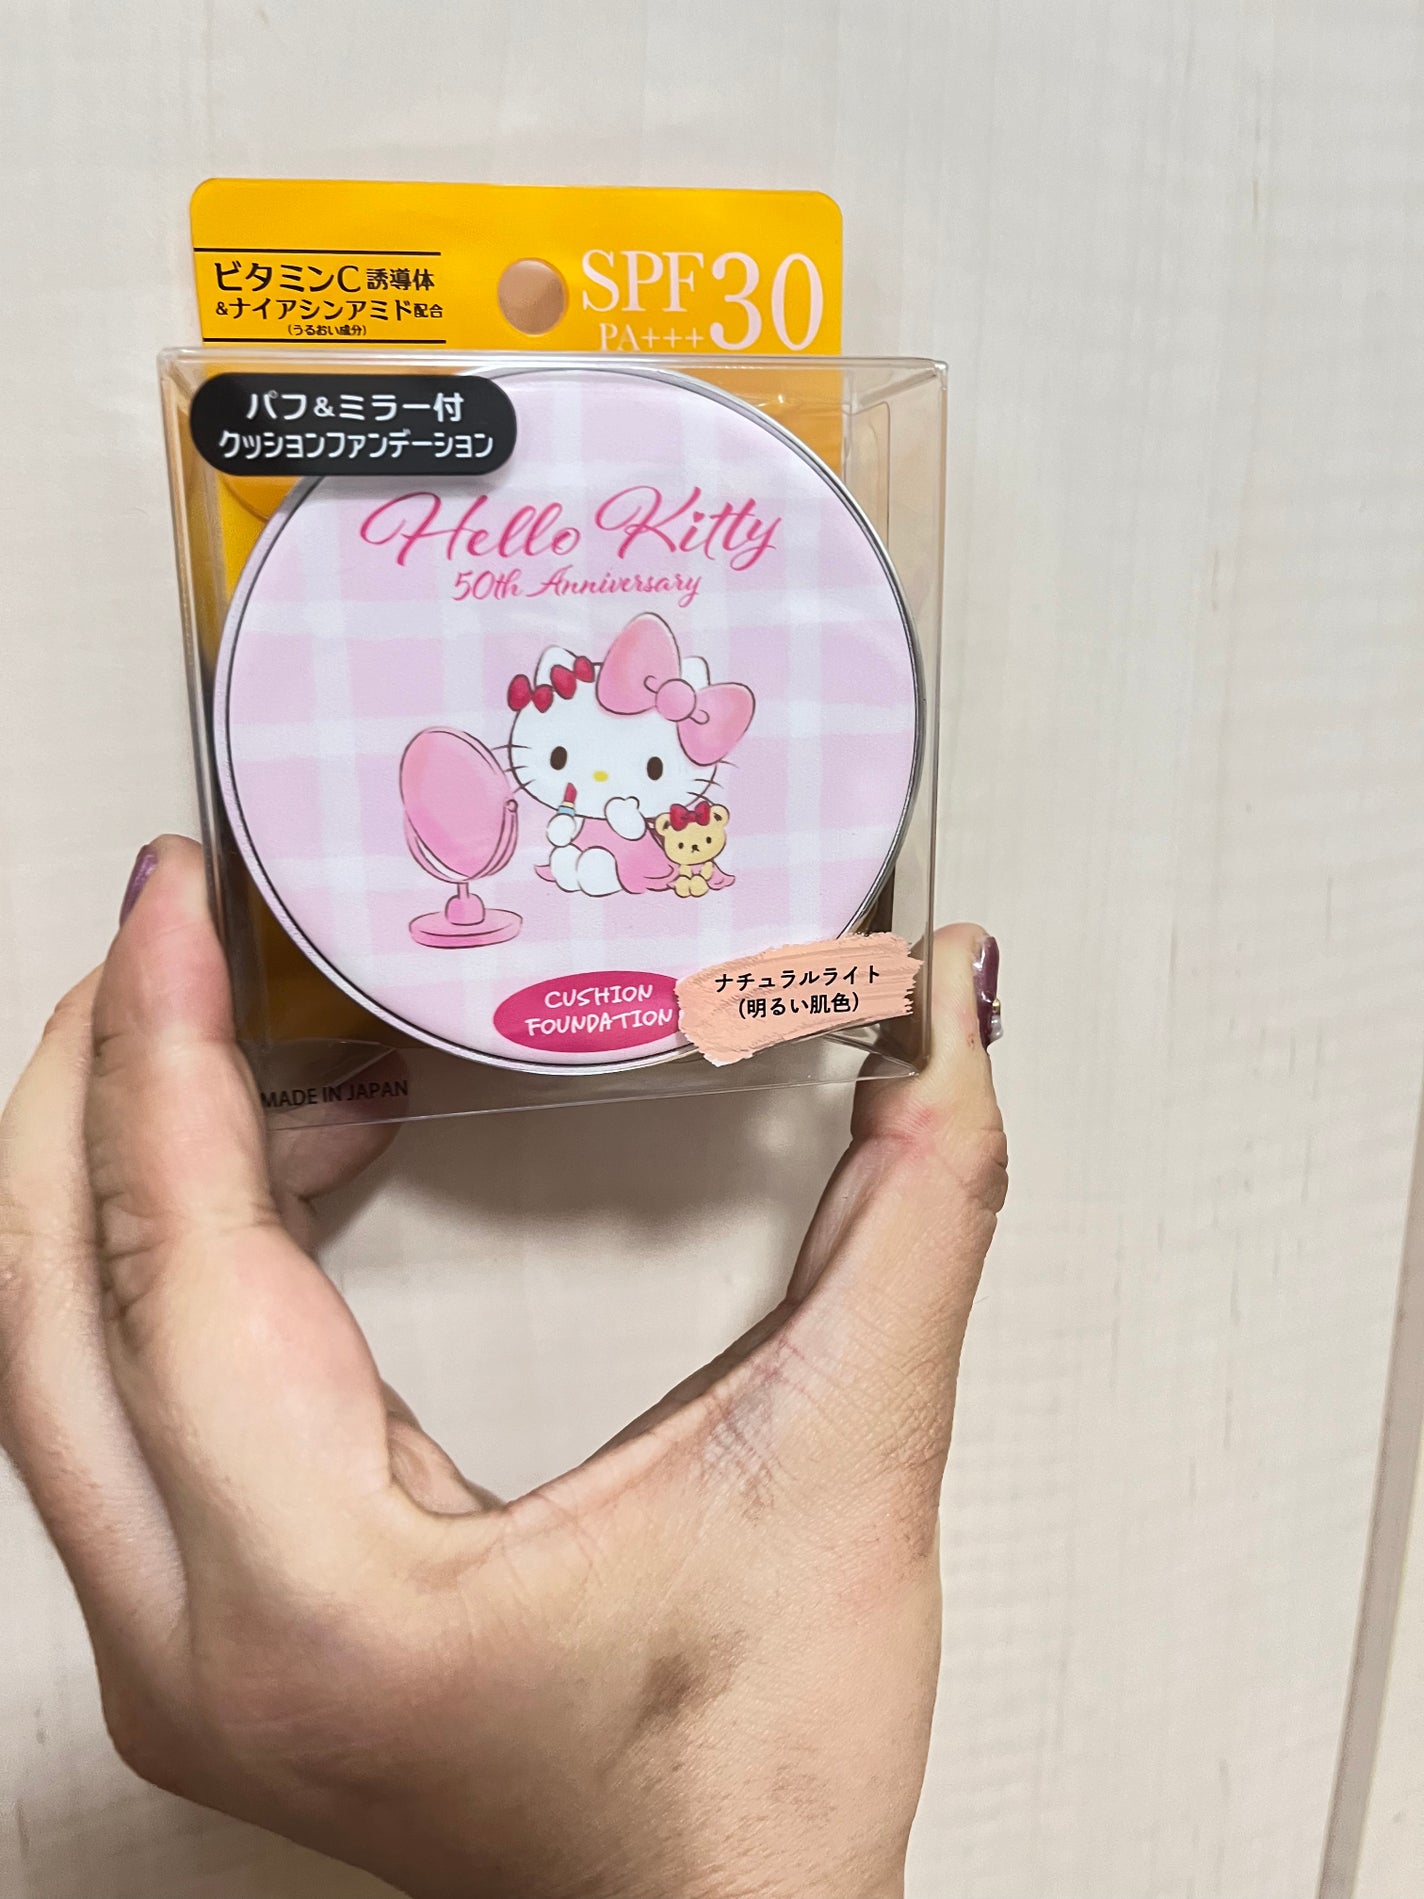 ビタミンC誘導体
&ナイアシンアミド配合
(うるおい成分)
SPF30
PA+++
パフ&ミラー付
クッションファンデーション
Hello Kitty
50th Anniversary
CUSHION
FOUNDATION
ナチュラルライト
(明るい肌色)
MADE IN JAPAN